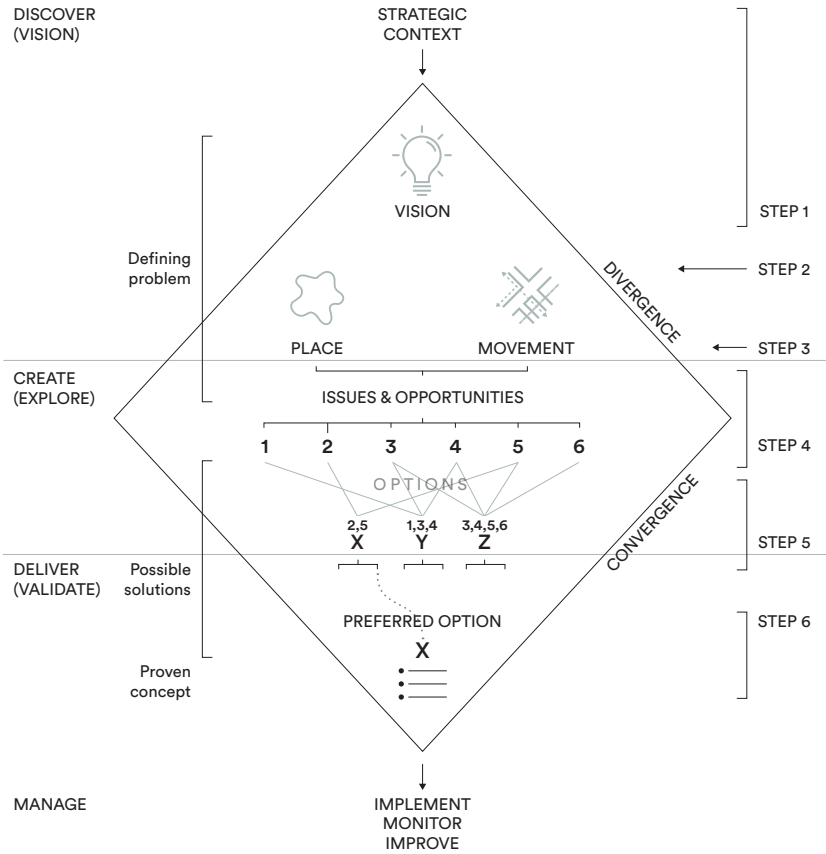 DISCOVER
(VISION)
STRATEGIC
CONTEXT
VISION
STEP 1
Defining
problem
STEP 2
DIVERGENCE
PLACE
MOVEMENT
STEP 3
CREATE
(EXPLORE)
ISSUES & OPPORTUNITIES
1 2 3 4 5 6
STEP 4
OPTIONS
2,5 1,3,4 3,4,5,6
X Y Z
CONVERGENCE
STEP 5
DELIVER
(VALIDATE)
Possible
solutions
PREFERRED OPTION
X
STEP 6
Proven
concept
MANAGE
IMPLEMENT
MONITOR
IMPROVE